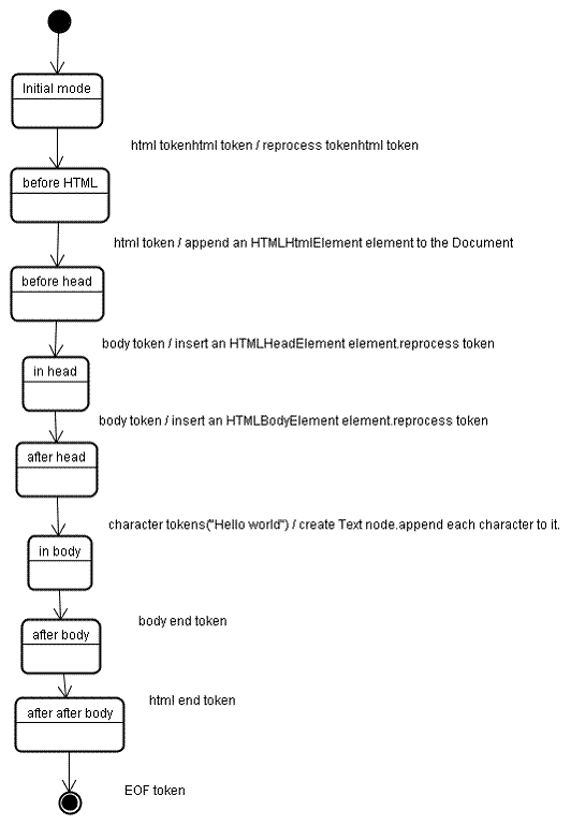 Initial mode
html tokenhtml token / reprocess tokenhtml token
before HTML
html token / append an HTMLHtmlElement element to the Document
before head
body token / insert an HTMLHeadElement element.reprocess token
in head
body token / insert an HTMLBodyElement element.reprocess token
after head
character tokens("Hello world") / create Text node.append each character to it.
in body
body end token
after body
html end token
after after body
EOF token